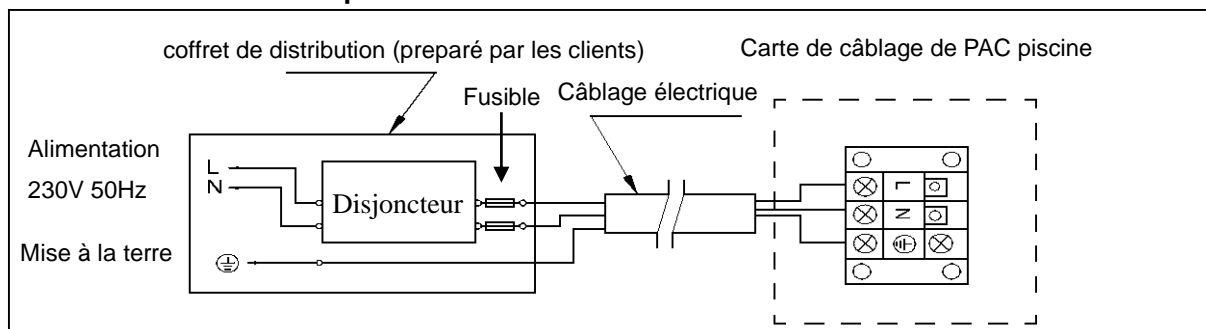 coffret de distribution (preparé par les clients)
Carte de câblage de PAC piscine
Fusible
Câblage électrique
Alimentation
230V 50Hz
L
N
Disjoncteur
Mise à la terre
L
N